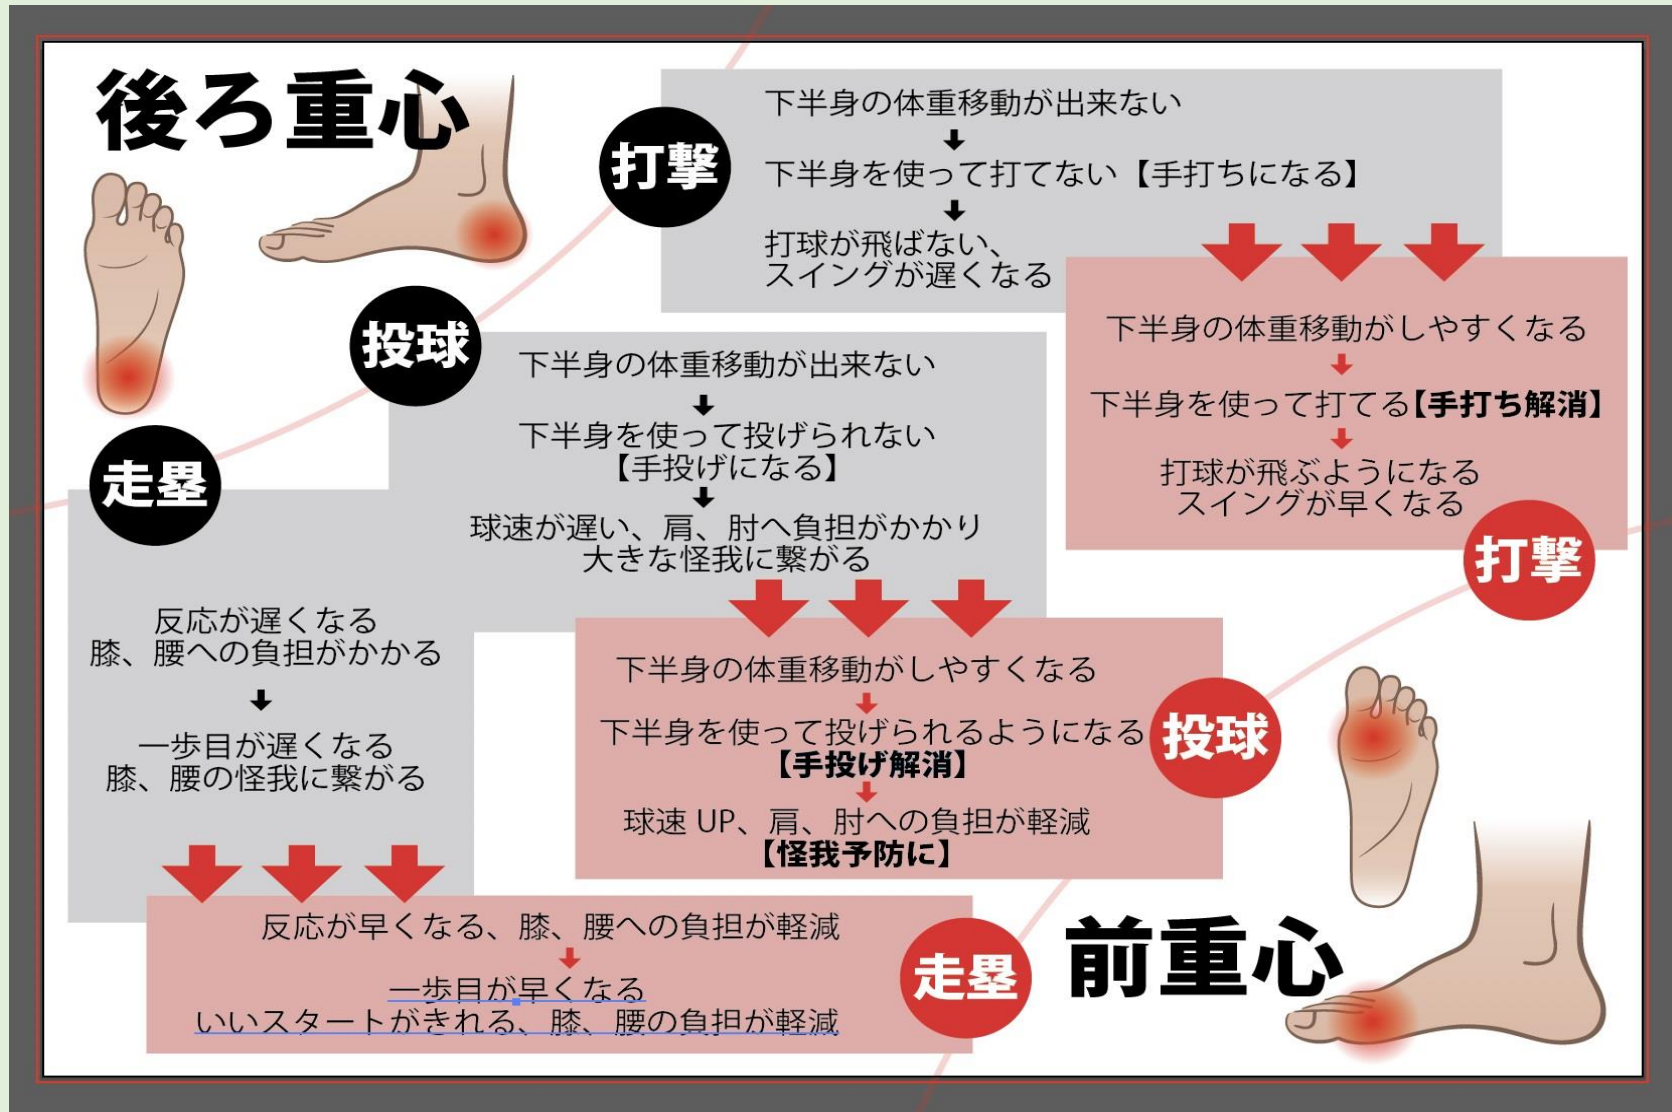 後ろ重心
打撃
下半身の体重移動が出来ない
下半身を使って打てない【手打ちになる】
打球が飛ばない、
スイングが遅くなる
下半身の体重移動がしやすくなる
下半身を使って打てる【手打ち解消】
打球が飛ぶようになる
スイングが早くなる
打撃
投球
下半身の体重移動が出来ない
下半身を使って投げられない
【手投げになる】
球速が遅い、肩、肘へ負担がかかり
大きな怪我に繋がる
下半身の体重移動がしやすくなる
下半身を使って投げられるようになる
【手投げ解消】
球速 UP、肩、肘への負担が軽減
【怪我予防に】
投球
走塁
反応が遅くなる
膝、腰への負担がかかる
一歩目が遅くなる
膝、腰の怪我に繋がる
反応が早くなる、膝、腰への負担が軽減
一歩目が早くなる
いいスタートがきれる、膝、腰の負担が軽減
走塁
前重心